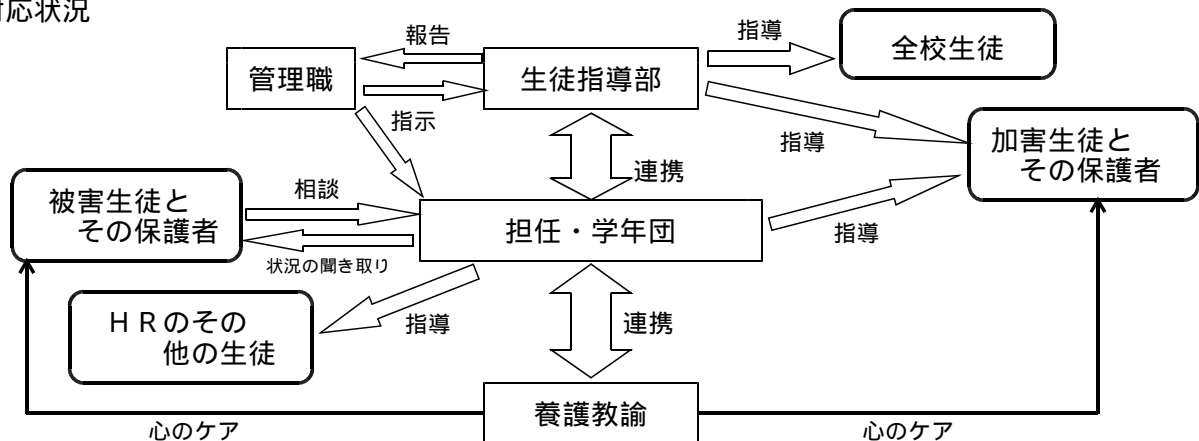 対応状況
報告
指導
全校生徒
管理職
生徒指導部
指示
指導
加害生徒と
その保護者
連携
相談
被害生徒と
その保護者
担任・学年団
指導
状況の聞き取り
ＨＲのその
他の生徒
指導
連携
養護教諭
心のケア
心のケア